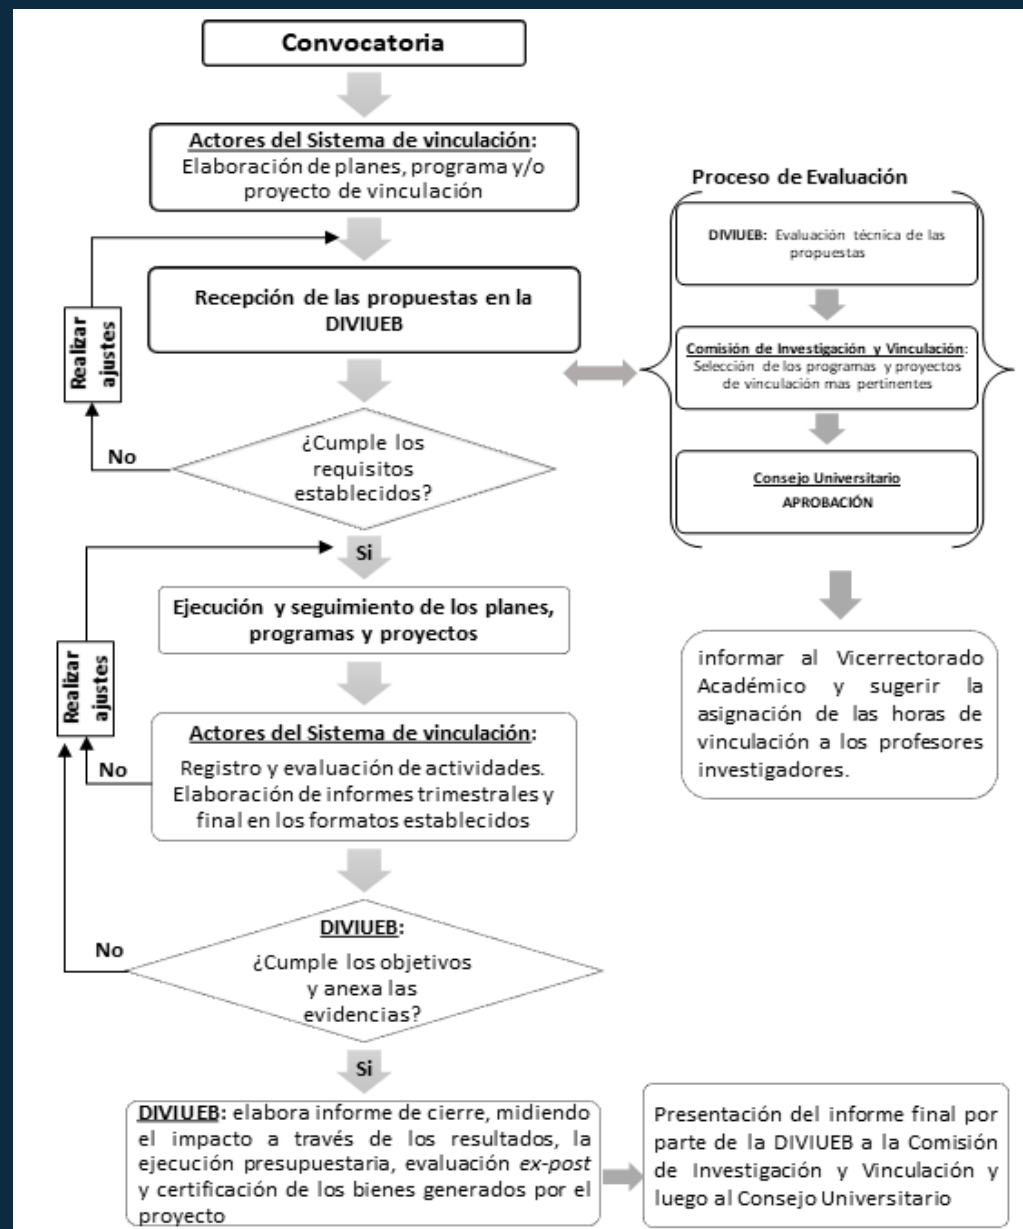 Convocatoria
Actores del Sistema de vinculación:
Elaboración de planes, programa y/o
proyecto de vinculación
Recepción de las propuestas en la
DIVIUEB
Realizar
ajustes
No
¿Cumple los
requisitos
establecidos?
Si
Proceso de Evaluación
DIVIUEB: Evaluación técnica de las
propuestas
Comisión de Investigación y Vinculación:
Selección de los programas y proyectos
de vinculación mas pertinentes
Consejo Universitario
APROBACIÓN
informar al Vicerrectorado
Académico y sugerir la
asignación de las horas de
vinculación a los profesores
investigadores.
Ejecución y seguimiento de los planes,
programas y proyectos
Realizar
ajustes
Actores del Sistema de vinculación:
Registro y evaluación de actividades.
Elaboración de informes trimestrales y
final en los formatos establecidos
No
DIVIUEB:
¿Cumple los objetivos
y anexa las
evidencias?
No
Si
DIVIUEB: elabora informe de cierre, midiendo
el impacto a través de los resultados, la
ejecución presupuestaria, evaluación ex-post
y certificación de los bienes generados por el
proyecto
Presentación del informe final por
parte de la DIVIUEB a la Comisión
de Investigación y Vinculación y
luego al Consejo Universitario